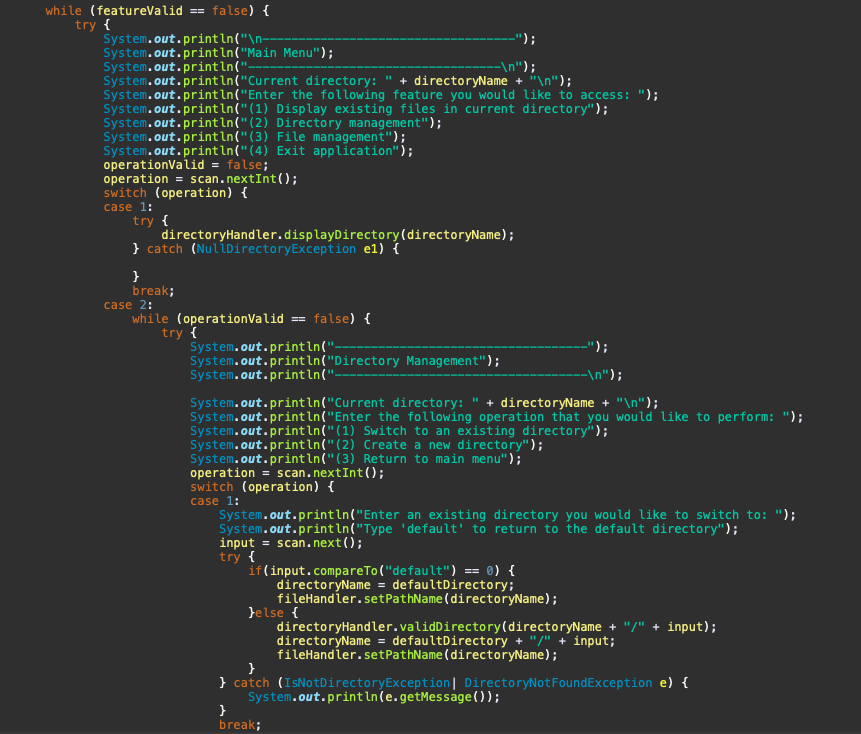 while (featureValid == false) {
try {
System.out.println("\n-----------------------------------");
System.out.println("Main Menu");
System.out.println("-----------------------------------\n");
System.out.println("Current directory: " + directoryName + "\n");
System.out.println("Enter the following feature you would like to access: ");
System.out.println("(1) Display existing files in current directory");
System.out.println("(2) Directory management");
System.out.println("(3) File management");
System.out.println("(4) Exit application");
operationValid = false;
operation = scan.nextInt();
switch (operation) {
case 1:
try {
directoryHandler.displayDirectory(directoryName);
} catch (NullDirectoryException e1) {
}
break;
case 2:
while (operationValid == false) {
try {
System.out.println("-----------------------------------");
System.out.println("Directory Management");
System.out.println("-----------------------------------\n");
System.out.println("Current directory: " + directoryName + "\n");
System.out.println("Enter the following operation that you would like to perform: ");
System.out.println("(1) Switch to an existing directory");
System.out.println("(2) Create a new directory");
System.out.println("(3) Return to main menu");
operation = scan.nextInt();
switch (operation) {
case 1:
System.out.println("Enter an existing directory you would like to switch to: ");
System.out.println("Type 'default' to return to the default directory");
input = scan.next();
try {
if(input.compareTo("default") == 0) {
directoryName = defaultDirectory;
fileHandler.setPathName(directoryName);
}else {
directoryHandler.validDirectory(directoryName + "/" + input);
directoryName = defaultDirectory + "/" + input;
fileHandler.setPathName(directoryName);
}
} catch (IsNotDirectoryException| DirectoryNotFoundException e) {
System.out.println(e.getMessage());
}
break;